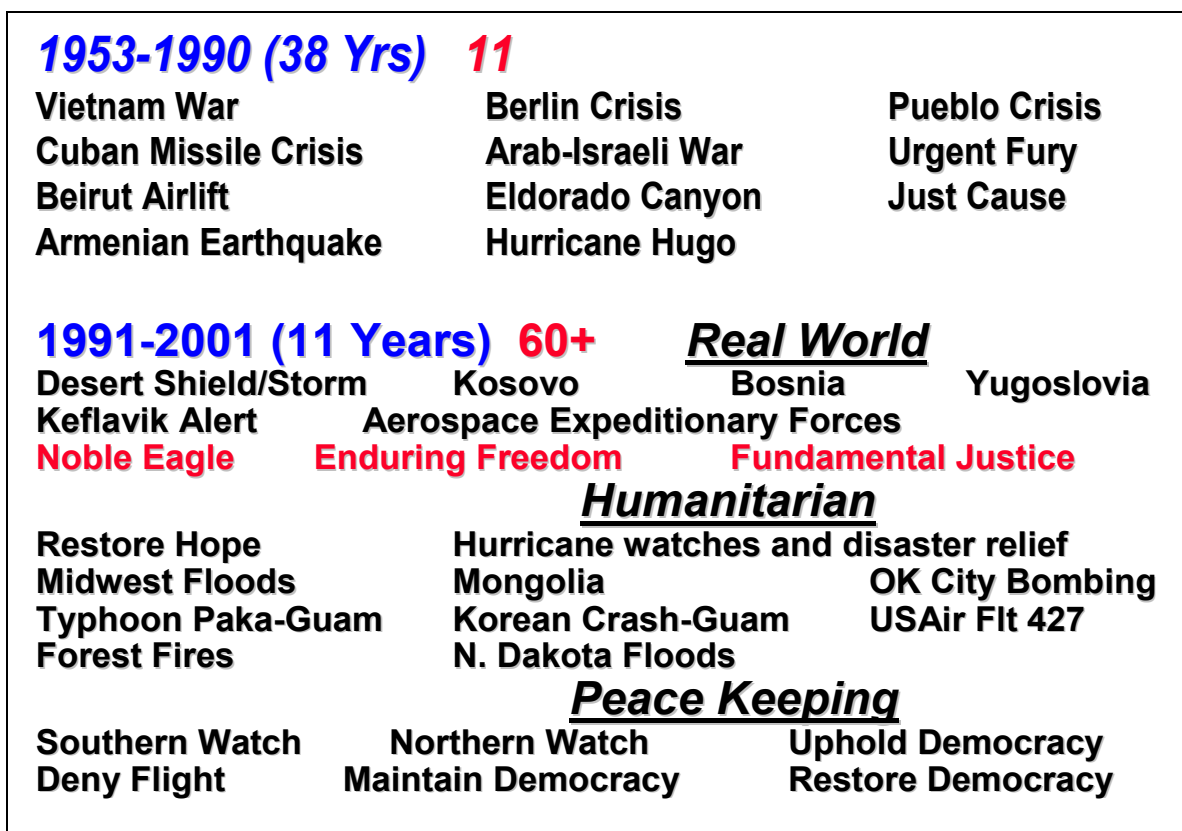 1953-1990 (38 Yrs) 11
Vietnam War Berlin Crisis Pueblo Crisis
Cuban Missile Crisis Arab-Israeli War Urgent Fury
Beirut Airlift Eldorado Canyon Just Cause
Armenian Earthquake Hurricane Hugo
1991-2001 (11 Years) 60+ Real World
Desert Shield/Storm Kosovo Bosnia Yugoslovia
Keflavik Alert Aerospace Expeditionary Forces
Noble Eagle Enduring Freedom Fundamental Justice
Humanitarian
Restore Hope Hurricane watches and disaster relief
Midwest Floods Mongolia OK City Bombing
Typhoon Paka-Guam Korean Crash-Guam USAir Flt 427
Forest Fires N. Dakota Floods
Peace Keeping
Southern Watch Northern Watch Uphold Democracy
Deny Flight Maintain Democracy Restore Democracy